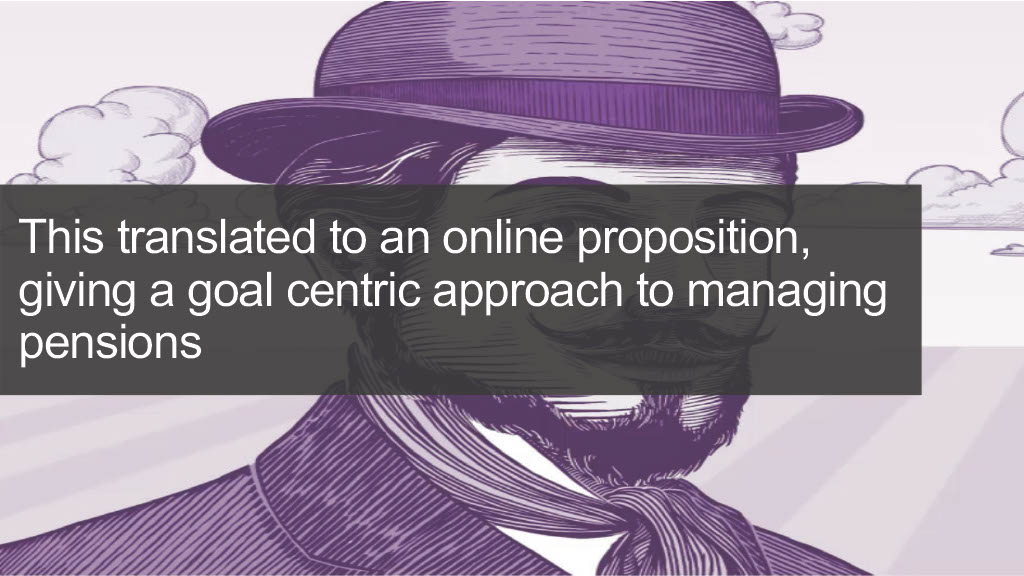 This translated to an online proposition,
giving a goal centric approach to managing
pensions